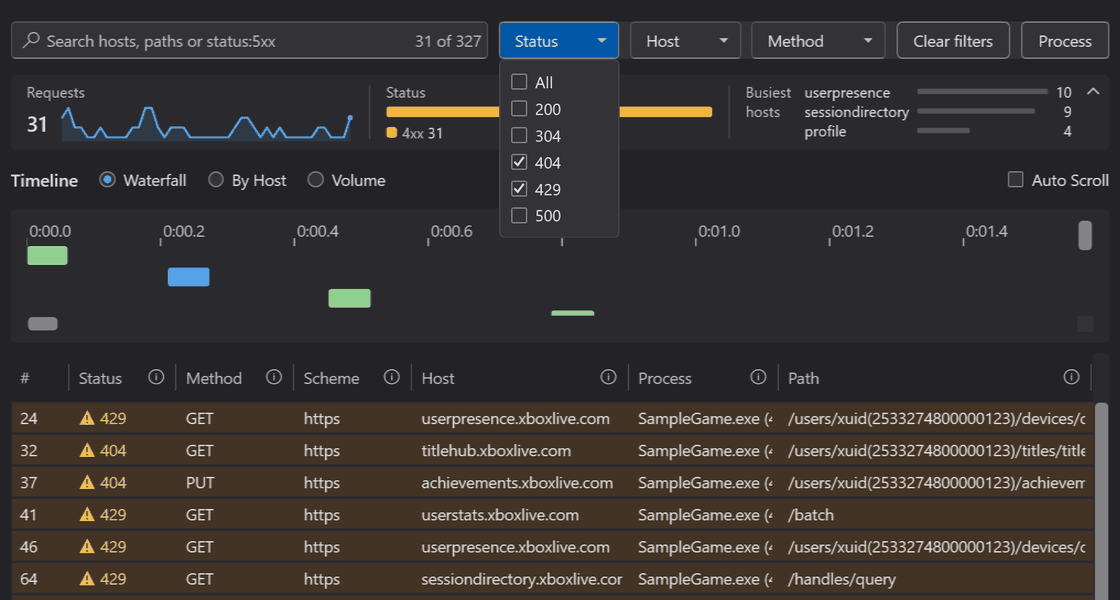 Search hosts, paths or status:5xx 31 of 327 Status Host Method Clear filters Process
All
200
304
404
429
500
Requests
31
Status
4xx 31
Busiest hosts
userpresence 10
sessiondirectory 9
profile 4
Timeline Waterfall By Host Volume Auto Scroll
0:00.0 0:00.2 0:00.4 0:00.6 0:01.0 0:01.2 0:01.4
# Status Method Scheme Host Process Path
24 429 GET https userpresence.xboxlive.com SampleGame.exe ( /users/xuid(2533274800000123)/devices/
32 404 GET https titlehub.xboxlive.com SampleGame.exe ( /users/xuid(2533274800000123)/titles/title
37 404 PUT https achievements.xboxlive.com SampleGame.exe ( /users/xuid(2533274800000123)/achievem
41 429 GET https userstats.xboxlive.com SampleGame.exe ( /batch
46 429 GET https userpresence.xboxlive.com SampleGame.exe ( /users/xuid(2533274800000123)/devices/
64 429 GET https sessiondirectory.xboxlive.cor SampleGame.exe ( /handles/query